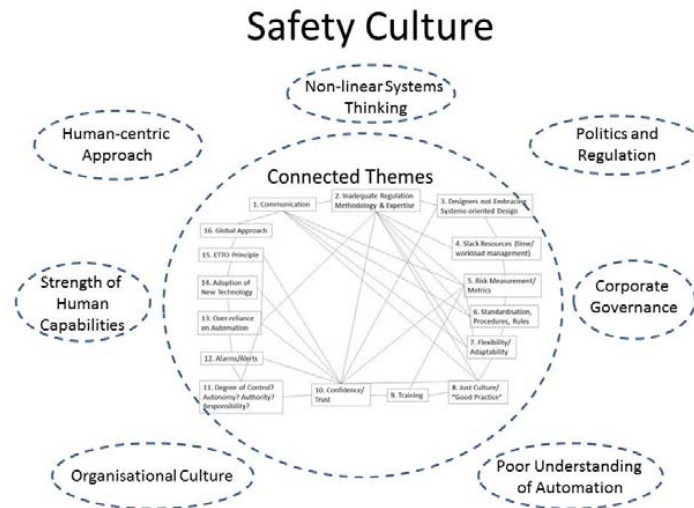 Safety Culture
Non-linear Systems
Thinking
Human-centric
Approach
Politics and
Regulation
Connected Themes
1. Communication
2. Inadequate Regulation
Methodology & Expertise
3. Designers not Embracing
Systems-oriented Design
16. Global Approach
4. Slack Resources (time/
workload management)
15. ETTO Principle
5. Risk Measurement/
Metrics
14. Adoption of
New Technology
Strength of
Human
Capabilities
Corporate
Governance
6. Standardisation,
Procedures, Rules
13. Over-reliance
on Automation
7. Flexibility/
Adaptability
12. Alarms/Alerts
11. Degree of Control?
Autonomy? Authority?
Responsibility?
10. Confidence/
Trust
9. Training
8. Just Culture/
"Good Practice"
Organisational Culture
Poor Understanding
of Automation